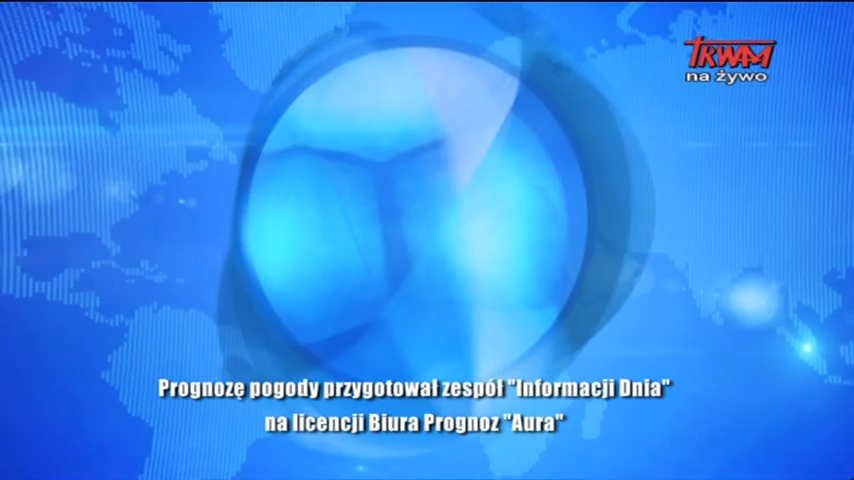 TRWAM
na żywo
Prognozę pogody przygotował zespół "Informacji Dnia"
na licencji Biura Prognoz "Aura"